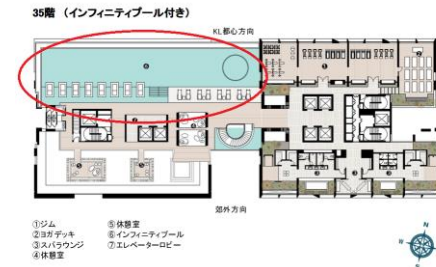 35階 （インフィニティプール付き）
KL都心方向
郊外方向
①ジム
②ヨガデッキ
③スパラウンジ
④休憩室
⑤休憩室
⑥インフィニティプール
⑦エレベーターロビー
N